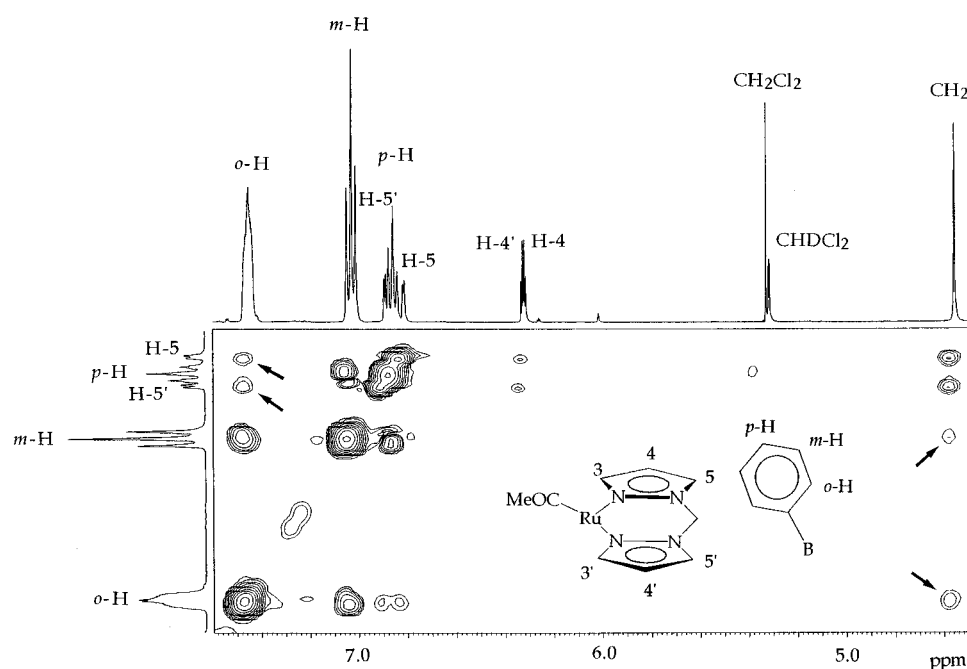 m-H
CH2Cl2
CH2
o-H
p-H
H-5'
H-5
H-4'
H-4
CHDCl2
H-5
p-H
H-5'
m-H
o-H
p-H
m-H
o-H
B
3
4
5
MeOC
Ru
N
N
N
N
3'
4'
5'
7.0
6.0
5.0
ppm